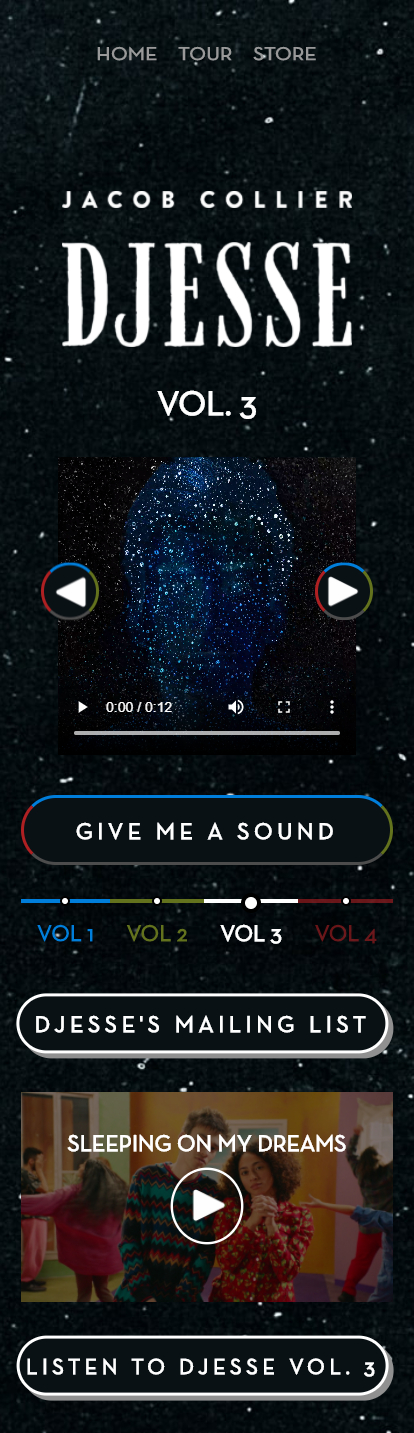 HOME TOUR STORE
JACOB COLLIER
DJESSE
VOL. 3
0:00 / 0:12
GIVE ME A SOUND
VOL 1 VOL 2 VOL 3 VOL 4
DJESSE'S MAILING LIST
SLEEPING ON MY DREAMS
LISTEN TO DJESSE VOL. 3